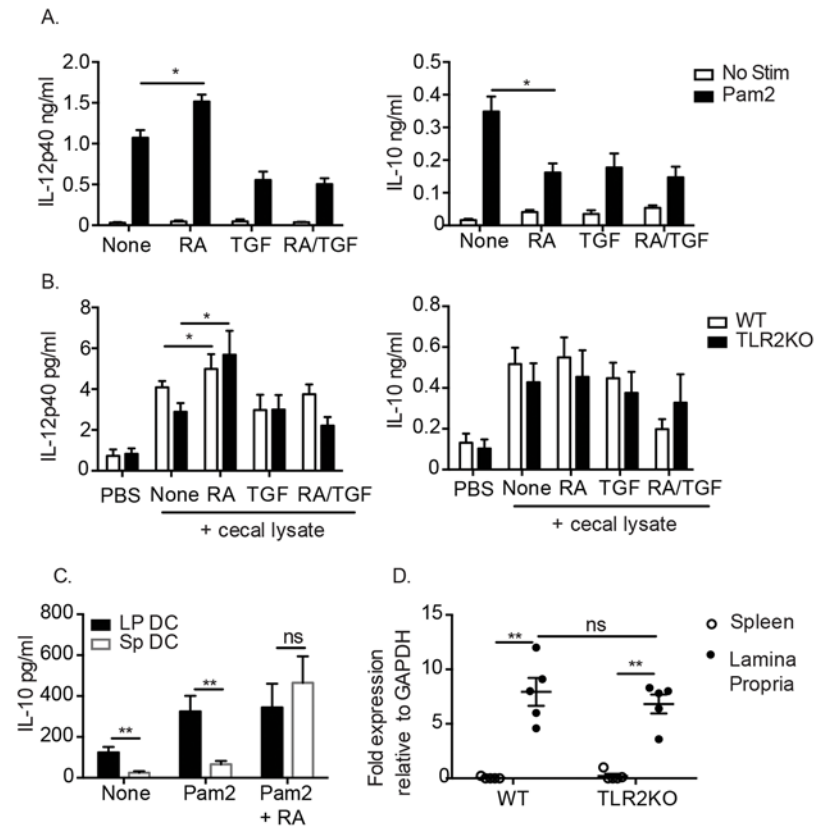 A.
IL-12p40 ng/ml
2.0
1.5
1.0
0.5
0
*
None RA TGF RA/TGF
IL-10 ng/ml
0.5
0.4
0.3
0.2
0.1
0
*
None RA TGF RA/TGF
No Stim
Pam2
B.
IL-12p40 pg/ml
8
6
4
2
0
*
*
PBS None RA TGF RA/TGF
+ cecal lysate
IL-10 ng/ml
0.8
0.6
0.4
0.2
0
PBS None RA TGF RA/TGF
+ cecal lysate
WT
TLR2KO
C.
IL-10 pg/ml
800
600
400
200
0
LP DC
Sp DC
**
**
ns
None Pam2 Pam2
+ RA
D.
Fold expression
relative to GAPDH
15
10
5
0
**
ns
**
WT TLR2KO
Spleen
Lamina
Propria